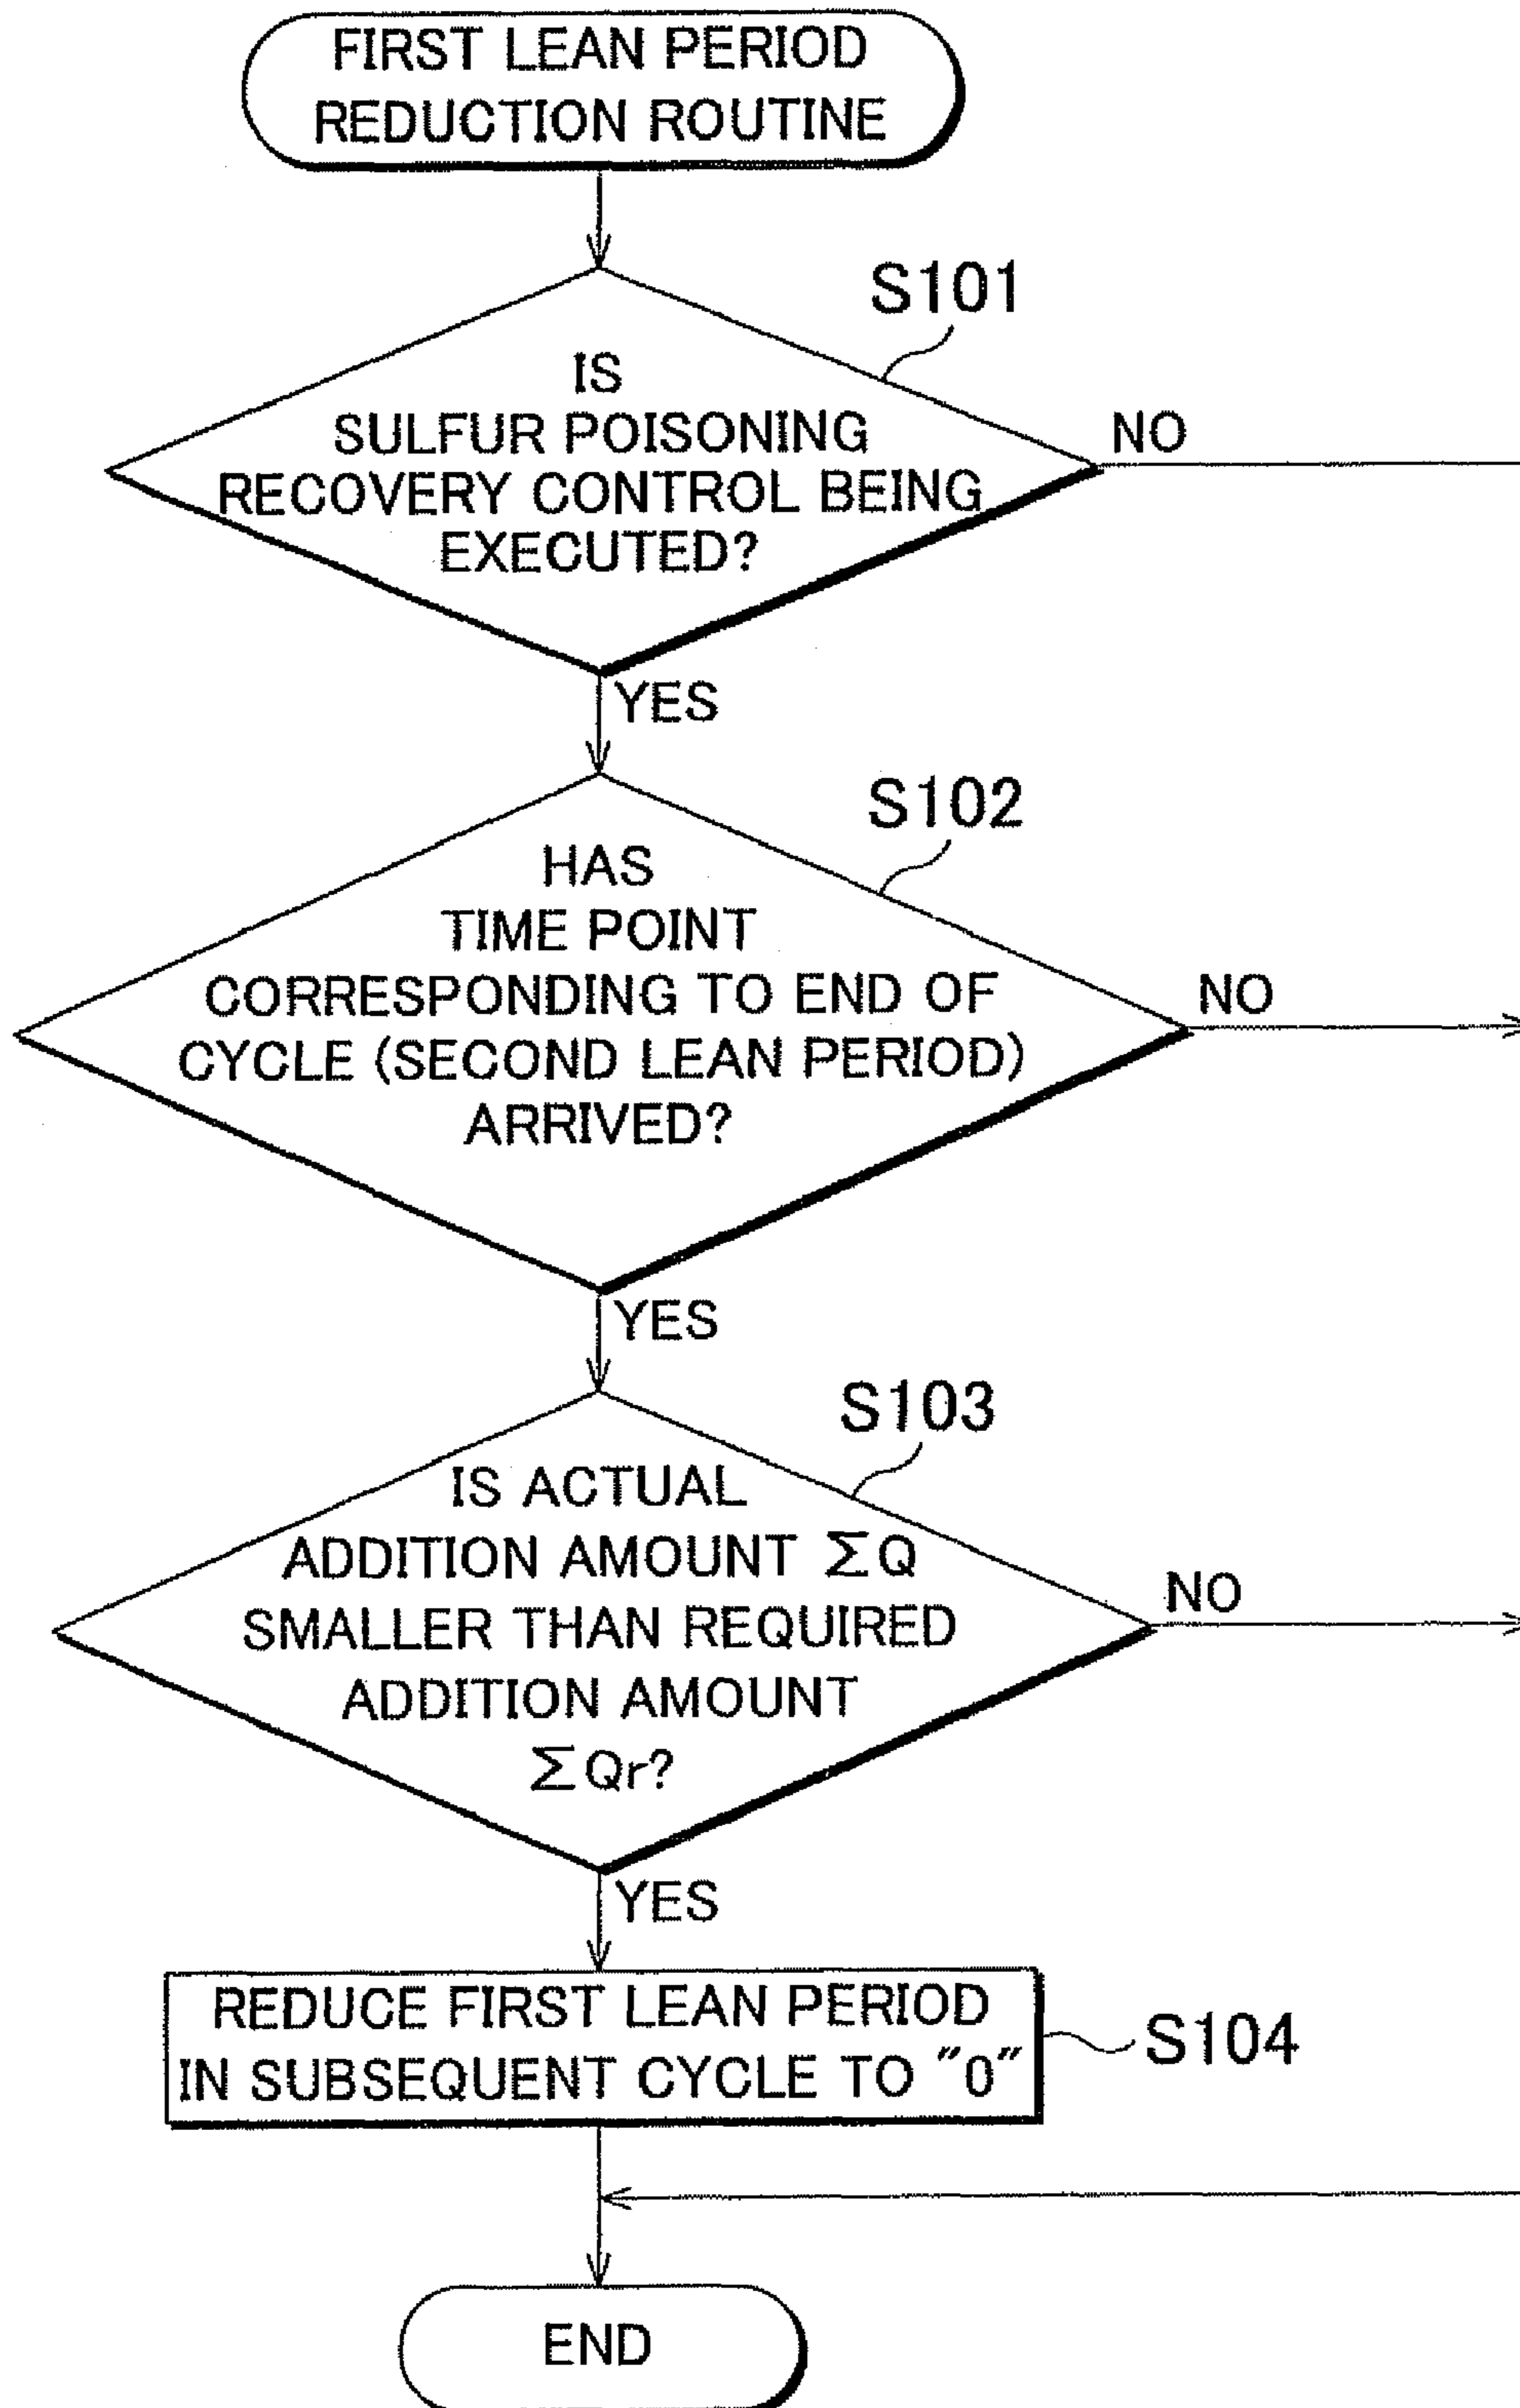 FIRST LEAN PERIOD
REDUCTION ROUTINE
S101
IS
SULFUR POISONING
RECOVERY CONTROL BEING
EXECUTED?
NO
YES
S102
HAS
TIME POINT
CORRESPONDING TO END OF
CYCLE (SECOND LEAN PERIOD)
ARRIVED?
NO
YES
S103
IS ACTUAL
ADDITION AMOUNT ΣQ
SMALLER THAN REQUIRED
ADDITION AMOUNT
ΣQr?
NO
YES
REDUCE FIRST LEAN PERIOD
IN SUBSEQUENT CYCLE TO "0"
S104
END